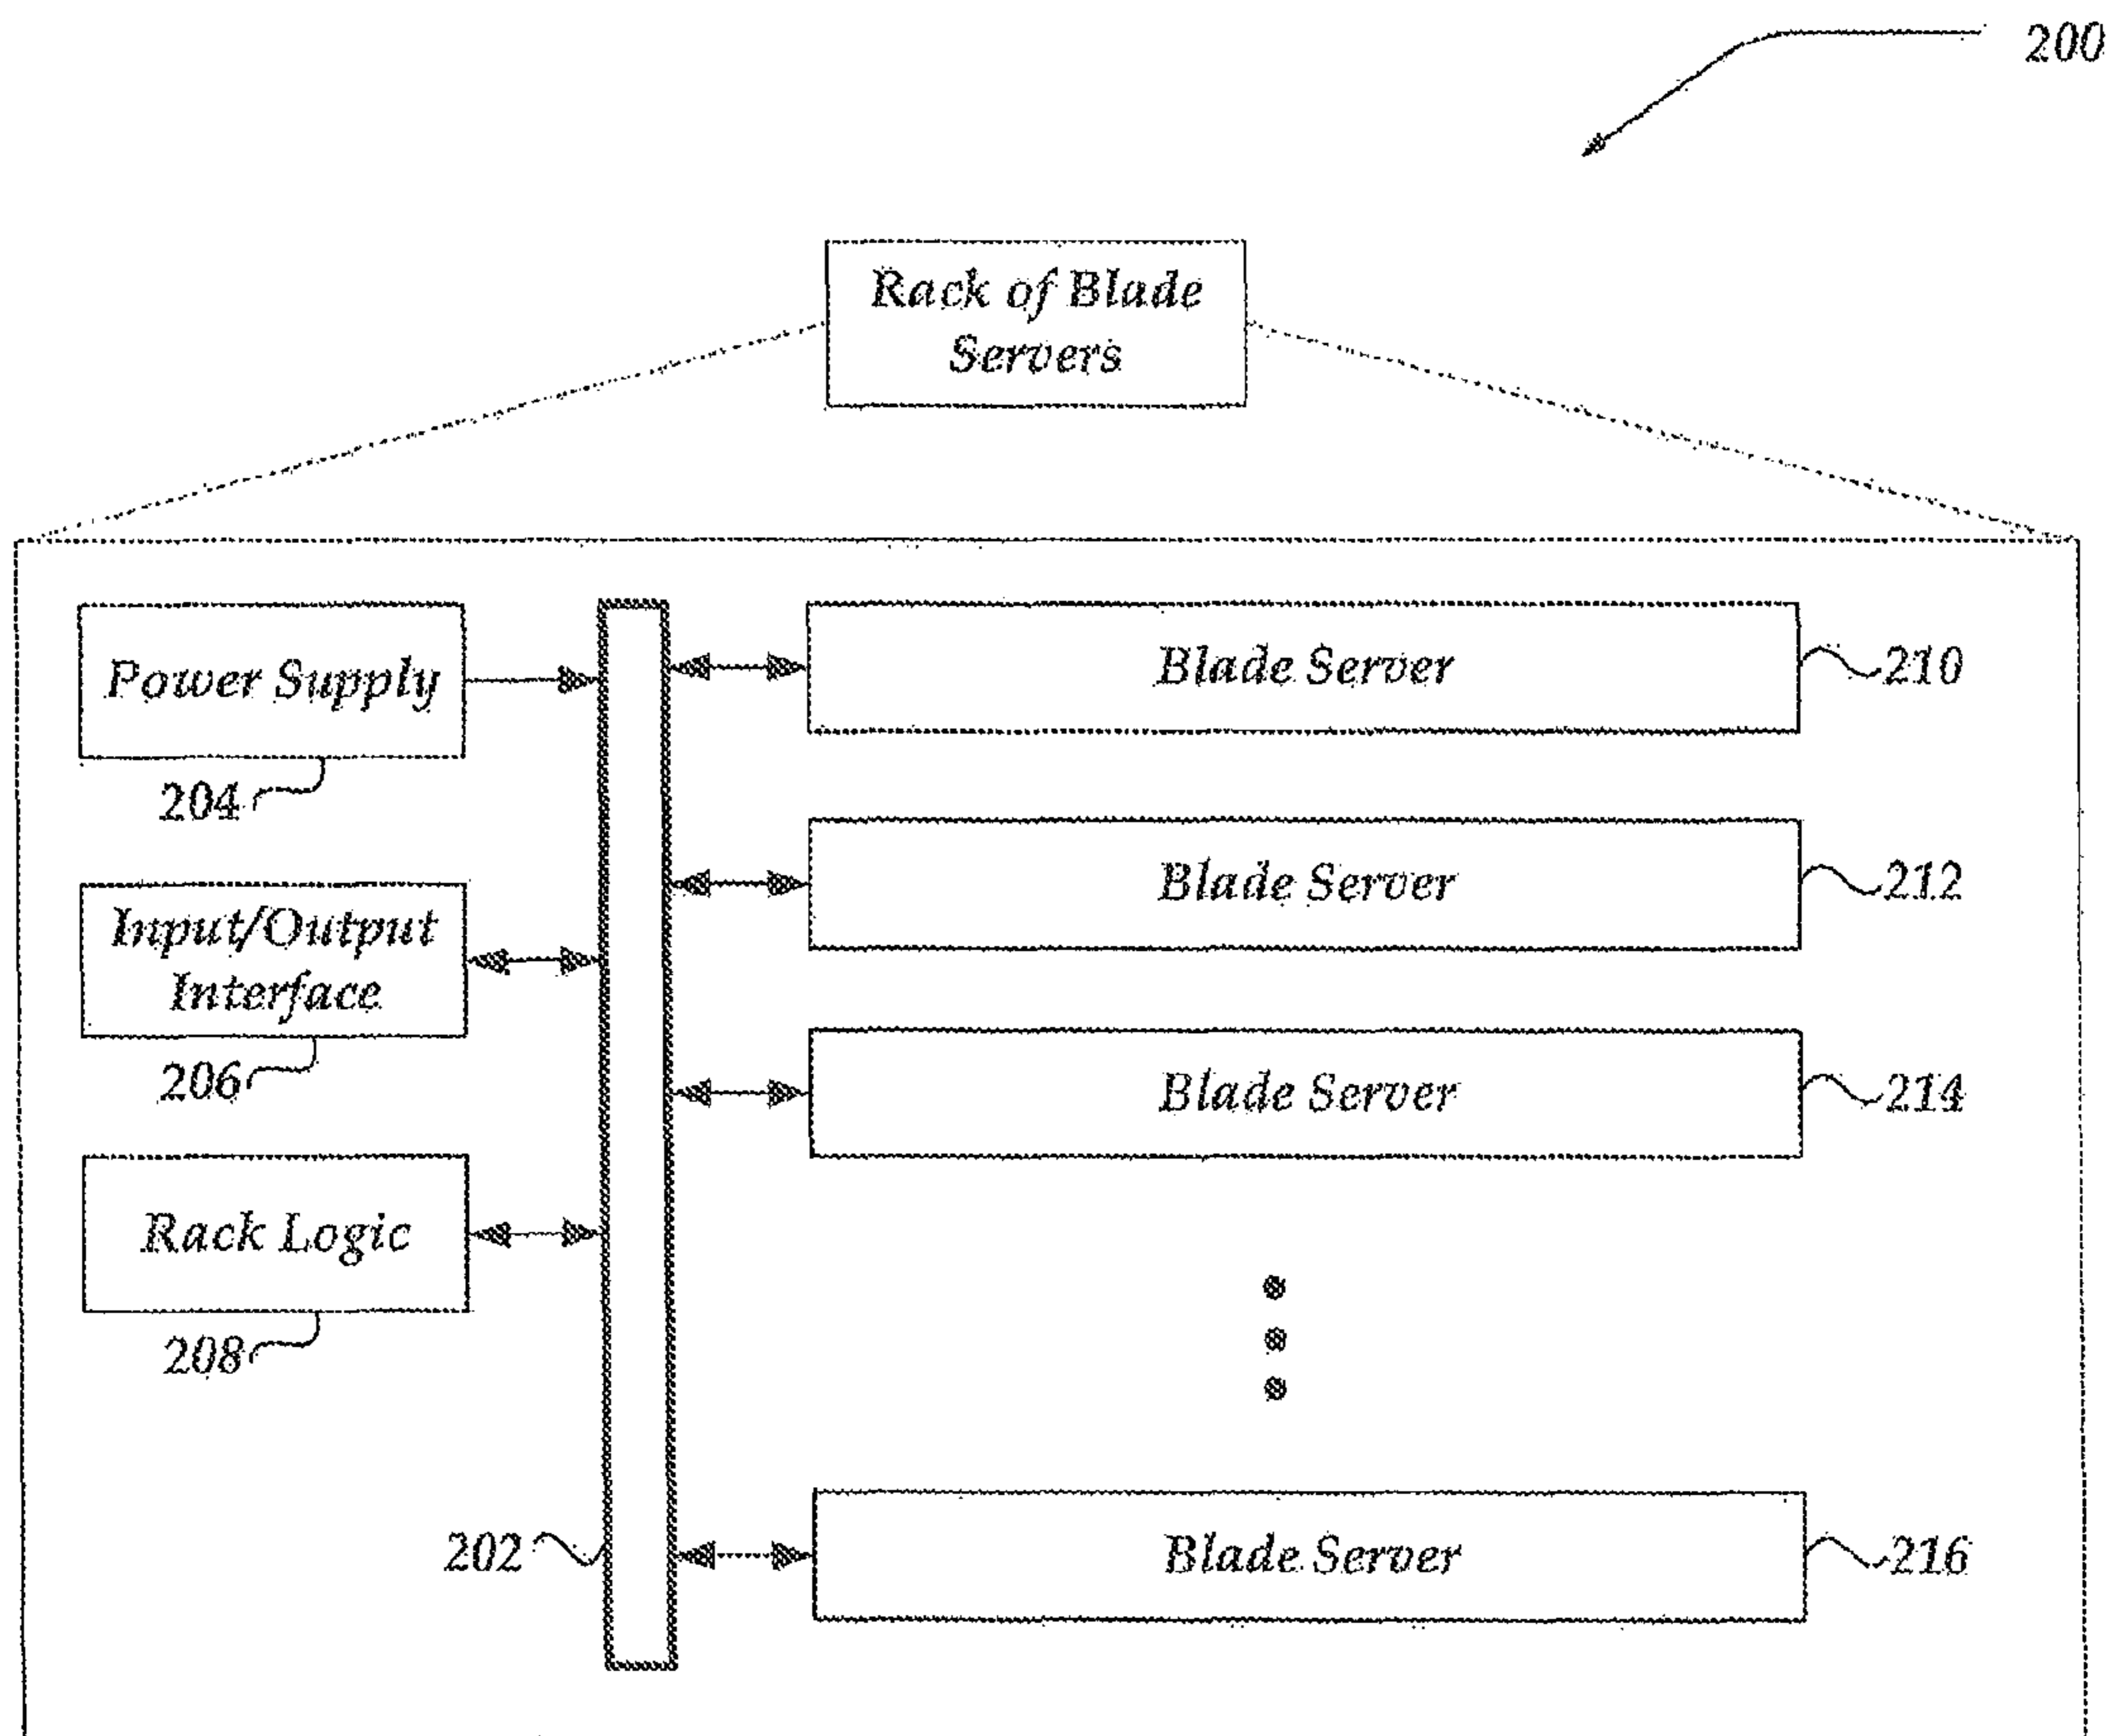 200
Rack of Blade
Servers
Power Supply
204
Input/Output
Interface
206
Rack Logic
208
202
Blade Server
210
Blade Server
212
Blade Server
214
Blade Server
216